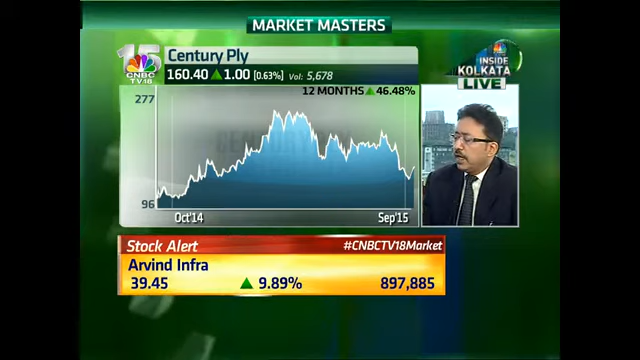 MARKET MASTERS
15
CNBC
TV18
Century Ply
160.40 ▲ 1.00 [0.63%] Vol: 5,678
INSIDE
KOLKATA
LIVE
12 MONTHS ▲ 46.48%
277
96
Oct'14 Sep'15
Stock Alert #CNBCTV18Market
Arvind Infra
39.45 ▲ 9.89% 897,885